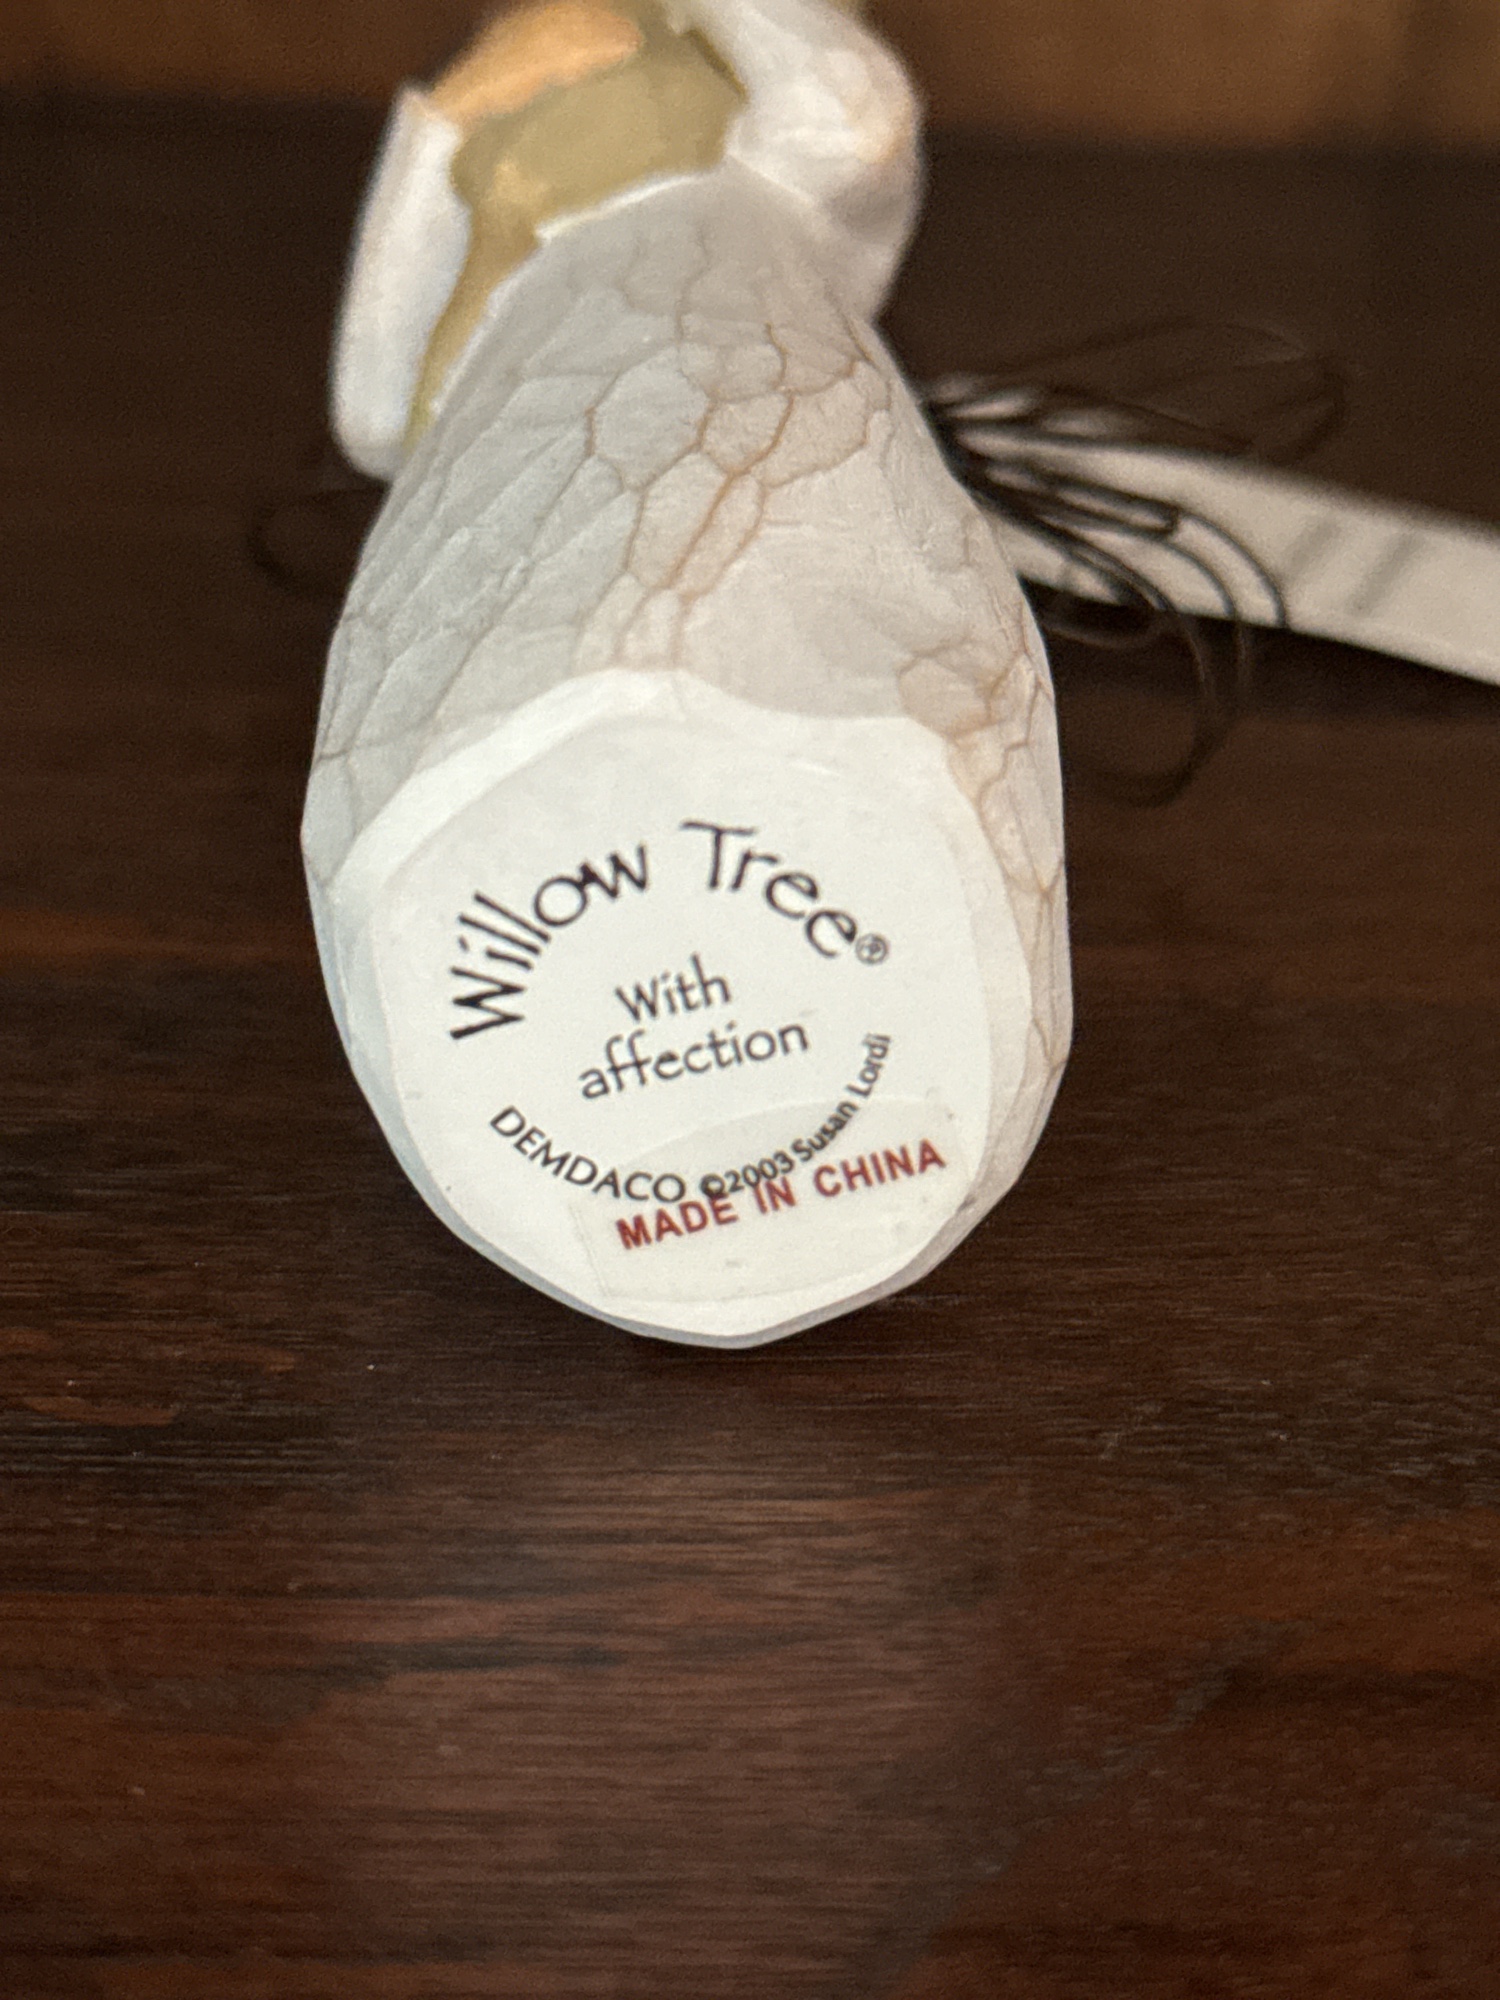 Willow Tree®
With
affection
DEMDACO ©2003 Susan Lordi
MADE IN CHINA